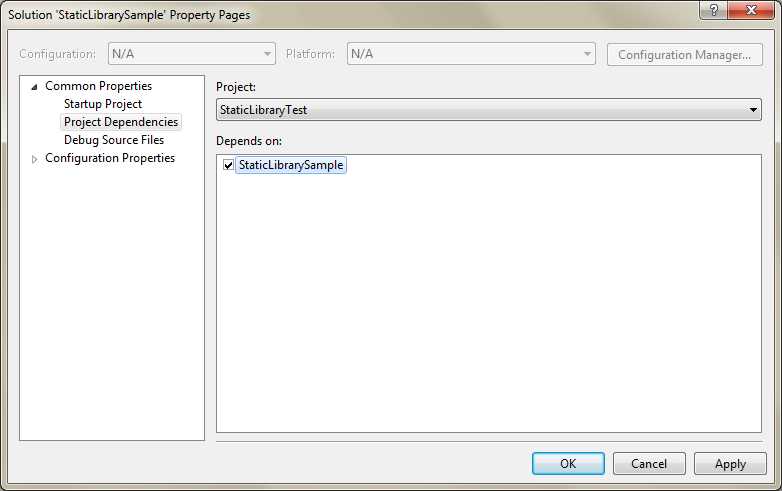 Solution 'StaticLibrarySample' Property Pages
?
Configuration: N/A Platform: N/A Configuration Manager...
Common Properties
Startup Project
Project Dependencies
Debug Source Files
Configuration Properties
Project:
StaticLibraryTest
Depends on:
StaticLibrarySample
OK Cancel Apply